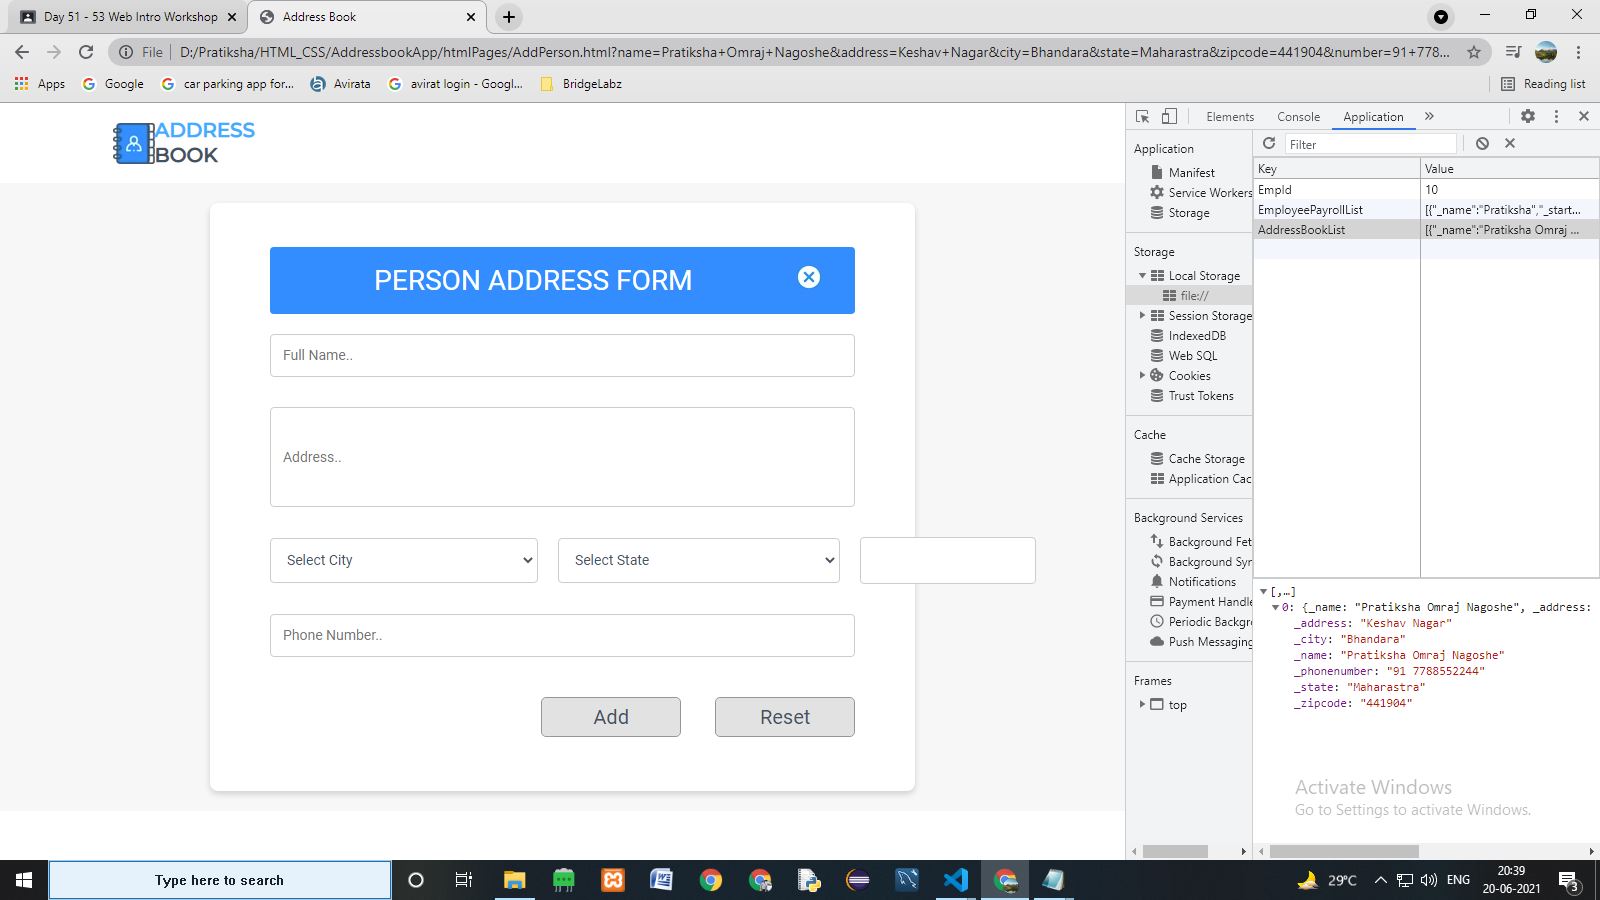 Day 51 - 53 Web Intro Workshop
Address Book
File
D:/Pratiksha/HTML_CSS/AddressbookApp/htmlPages/AddPerson.html?name=Pratiksha+Omraj+Nagoshe&address=Keshav+Nagar&city=Bhandara&state=Maharastra&zipcode=441904&number=91+778...
Apps
Google
car parking app for...
Avirata
avirat login - Googl...
BridgeLabz
Reading list
ADDRESS
BOOK
PERSON ADDRESS FORM
Full Name..
Address..
Select City
Select State
Phone Number..
Add
Reset
Elements
Console
Application
»
Application
Manifest
Service Workers
Storage
Storage
Local Storage
file://
Session Storage
IndexedDB
Web SQL
Cookies
Trust Tokens
Cache
Cache Storage
Application Cac
Background Services
Background Fet
Background Syn
Notifications
Payment Handle
Periodic Backgro
Push Messaging
Frames
top
Filter
Key
Value
EmpId
10
EmployeePayrollList
[{"_name":"Pratiksha","_start...
AddressBookList
[{"_name":"Pratiksha Omraj ...
[,…]
0: {_name: "Pratiksha Omraj Nagoshe", _address:
_address: "Keshav Nagar"
_city: "Bhandara"
_name: "Pratiksha Omraj Nagoshe"
_phonenumber: "91 7788552244"
_state: "Maharastra"
_zipcode: "441904"
Activate Windows
Go to Settings to activate Windows.
Type here to search
29°C
ENG
20:39
20-06-2021
3